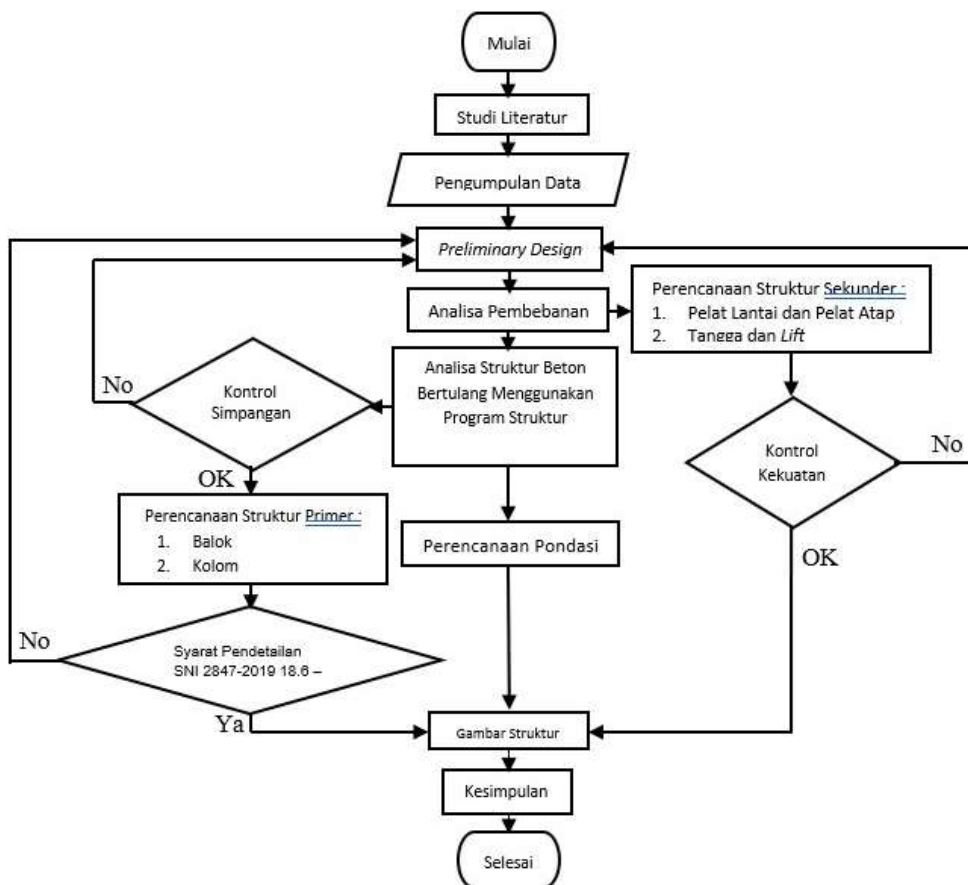 Mulai
Studi Literatur
Pengumpulan Data
Preliminary Design
Analisa Pembebanan
Perencanaan Struktur Sekunder :
1. Pelat Lantai dan Pelat Atap
2. Tangga dan Lift
Analisa Struktur Beton
Bertulang Menggunakan
Program Struktur
No
Kontrol
Simpangan
OK
Kontrol
Kekuatan
No
OK
Perencanaan Struktur Primer :
1. Balok
2. Kolom
Perencanaan Pondasi
No
Syarat Pendetailan
SNI 2847-2019 18.6 –
Ya
Gambar Struktur
Kesimpulan
Selesai